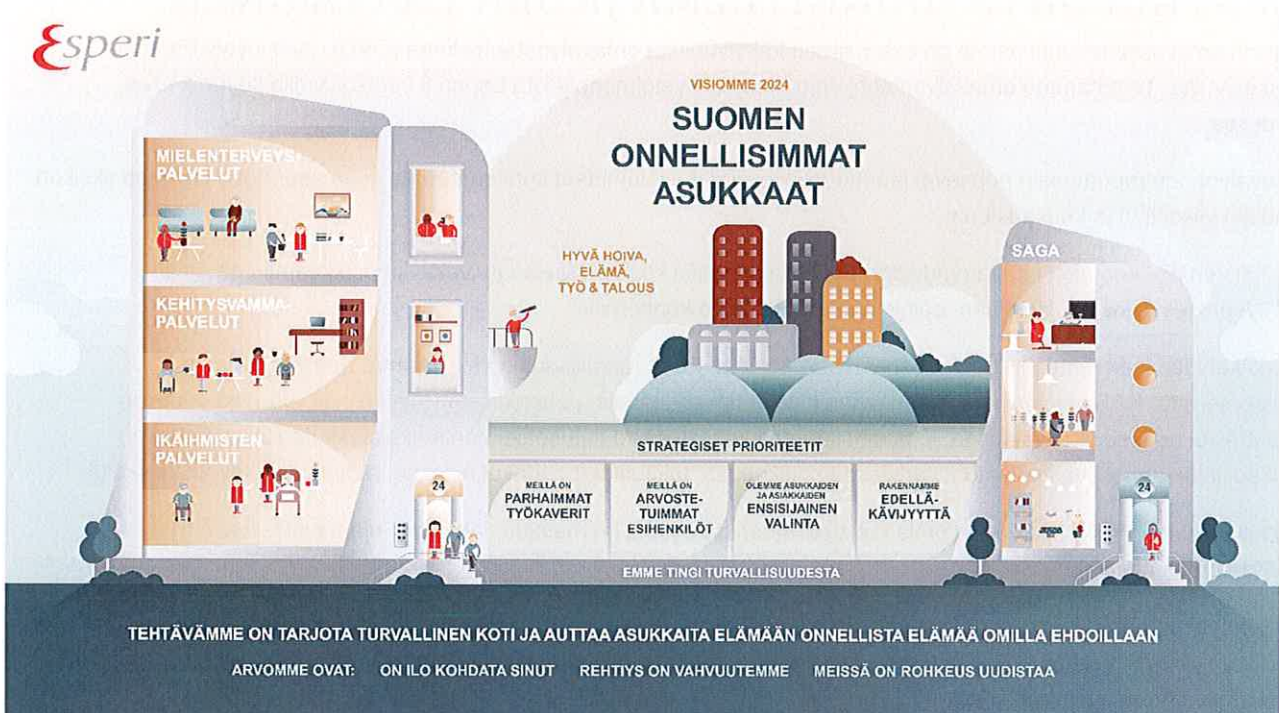 Esperi
VISIOMME 2024
SUOMEN
ONNELLISIMMAT
ASUKKAAT
HYVÄ HOIVA,
ELÄMÄ,
TYÖ & TALOUS
MIELENTERVEYS-
PALVELUT
KEHITYSVAMMA-
PALVELUT
IKÄIHMISTEN
PALVELUT
SAGA
24
24
STRATEGISET PRIORITEETIT
MEILLÄ ON
PARHAIMMAT
TYÖKAVERIT
MEILLÄ ON
ARVOSTE-
TUIMMAT
ESIHENKILÖT
OLEMME ASUKKAIDEN
JA ASIAKKAIDEN
ENSISIJAINEN
VALINTA
RAKENNAMME
EDELLÄ-
KÄVIJYYTTÄ
EMME TINGI TURVALLISUUDESTA
TEHTÄVÄMME ON TARJOTA TURVALLINEN KOTI JA AUTTAA ASUKKAITA ELÄMÄÄN ONNELLISTA ELÄMÄÄ OMILLA EHDOILLAAN
ARVOMME OVAT: ON ILO KOHDATA SINUT REHTIYS ON VAHVUUTEMME MEISSÄ ON ROHKEUS UUDISTAA